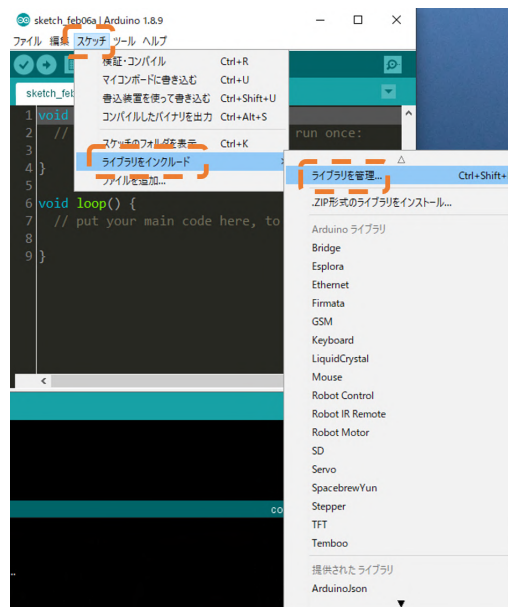 sketch_feb06a | Arduino 1.8.9
ファイル 編集 スケッチ ツール ヘルプ
検証・コンパイル Ctrl+R
マイコンボードに書き込む Ctrl+U
書込装置を使って書き込む Ctrl+Shift+U
コンパイルしたバイナリを出力 Ctrl+Alt+S
スケッチのフォルダを表示 Ctrl+K
ライブラリをインクルード
ファイルを追加...
sketch_feb
1 void
2 // run once:
3
4 }
5
6 void loop() {
7 // put your main code here, to
8
9 }
ライブラリを管理... Ctrl+Shift+
.ZIP形式のライブラリをインストール...
Arduino ライブラリ
Bridge
Esplora
Ethernet
Firmata
GSM
Keyboard
LiquidCrystal
Mouse
Robot Control
Robot IR Remote
Robot Motor
SD
Servo
SpacebrewYun
Stepper
TFT
Temboo
提供されたライブラリ
ArduinoJson
co